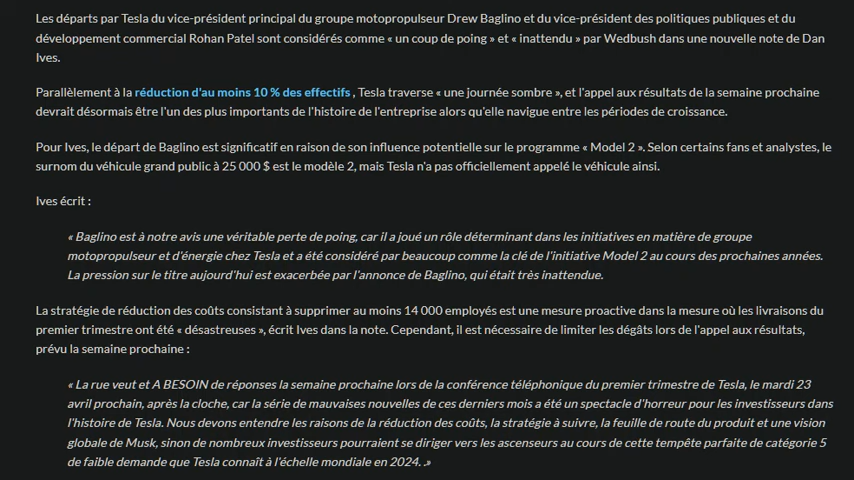 Les départs par Tesla du vice-président principal du groupe motopropulseur Drew Baglino et du vice-président des politiques publiques et du
développement commercial Rohan Patel sont considérés comme « un coup de poing » et « inattendu » par Wedbush dans une nouvelle note de Dan
Ives.
Parallèlement à la réduction d'au moins 10 % des effectifs , Tesla traverse « une journée sombre », et l'appel aux résultats de la semaine prochaine
devrait désormais être l'un des plus importants de l'histoire de l'entreprise alors qu'elle navigue entre les périodes de croissance.
Pour Ives, le départ de Baglino est significatif en raison de son influence potentielle sur le programme « Model 2 ». Selon certains fans et analystes, le
surnom du véhicule grand public à 25 000 $ est le modèle 2, mais Tesla n'a pas officiellement appelé le véhicule ainsi.
Ives écrit :
« Baglino est à notre avis une véritable perte de poing, car il a joué un rôle déterminant dans les initiatives en matière de groupe
motopropulseur et d'énergie chez Tesla et a été considéré par beaucoup comme la clé de l'initiative Model 2 au cours des prochaines années.
La pression sur le titre aujourd'hui est exacerbée par l'annonce de Baglino, qui était très inattendue.
La stratégie de réduction des coûts consistant à supprimer au moins 14 000 employés est une mesure proactive dans la mesure où les livraisons du
premier trimestre ont été « désastreuses », écrit Ives dans la note. Cependant, il est nécessaire de limiter les dégâts lors de l'appel aux résultats,
prévu la semaine prochaine :
« La rue veut et A BESOIN de réponses la semaine prochaine lors de la conférence téléphonique du premier trimestre de Tesla, le mardi 23
avril prochain, après la cloche, car la série de mauvaises nouvelles de ces derniers mois a été un spectacle d'horreur pour les investisseurs dans
l'histoire de Tesla. Nous devons entendre les raisons de la réduction des coûts, la stratégie à suivre, la feuille de route du produit et une vision
globale de Musk, sinon de nombreux investisseurs pourraient se diriger vers les ascenseurs au cours de cette tempête parfaite de catégorie 5
de faible demande que Tesla connaît à l'échelle mondiale en 2024. .»